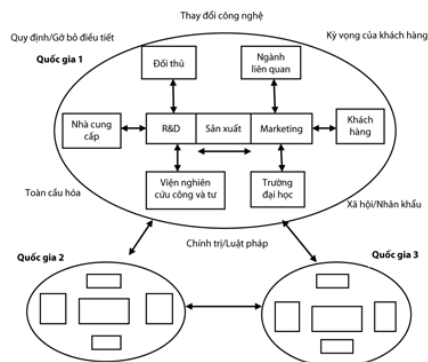 Thay đổi công nghệ
Quy định/Gỡ bỏ điều tiết
Kỳ vọng của khách hàng
Quốc gia 1
Đối thủ
Ngành
liên quan
Nhà cung
cấp
R&D
Sản xuất
Marketing
Khách
hàng
Viện nghiên
cứu công và tư
Trường
đại học
Toàn cầu hóa
Xã hội/Nhân khẩu
Chính trị/Luật pháp
Quốc gia 2
Quốc gia 3